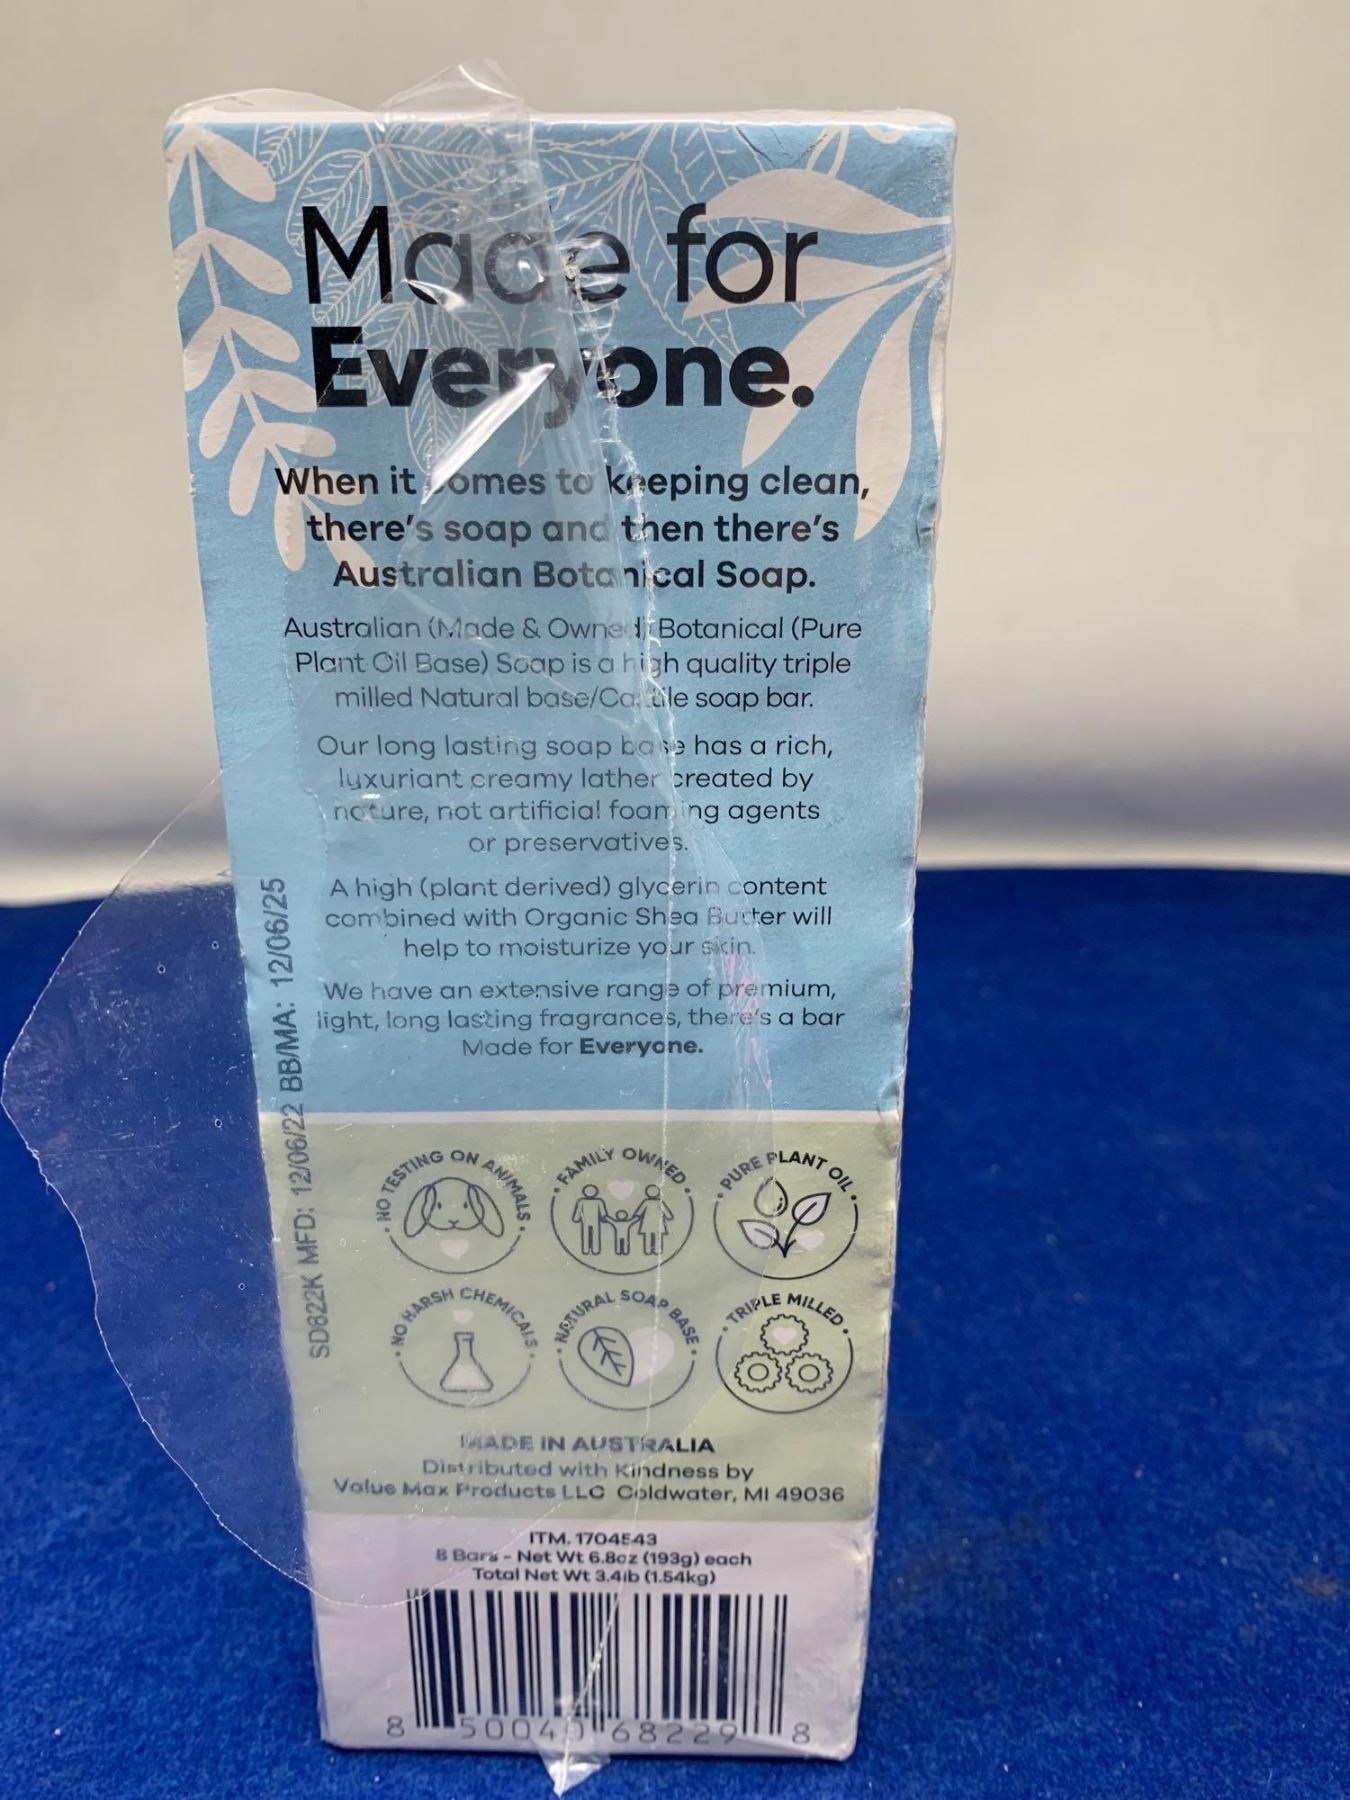 Made for
Everyone.
When it comes to keeping clean,
there's soap and then there's
Australian Botanical Soap.
Australian (Made & Owned) Botanical (Pure
Plant Oil Base) Soap is a high quality triple
milled Natural base/Castile soap bar.
Our long lasting soap base has a rich,
luxuriant creamy lather created by
nature, not artificial foaming agents
or preservatives.
A high (plant derived) glycerin content
combined with Organic Shea Butter will
help to moisturize your skin.
We have an extensive range of premium,
light, long lasting fragrances, there's a bar
Made for Everyone.
SD822K MFD: 12/06/22 BB/MA: 12/06/25
• NO TESTING ON ANIMALS •
• FAMILY OWNED •
• PURE PLANT OIL •
• NO HARSH CHEMICALS •
• NATURAL SOAP BASE •
• TRIPLE MILLED •
MADE IN AUSTRALIA
Distributed with Kindness by
Value Max Products LLC Coldwater, MI 49036
ITM. 1704543
8 Bars - Net Wt 6.8oz (193g) each
Total Net Wt 3.4lb (1.54kg)
8 50040 68229 8